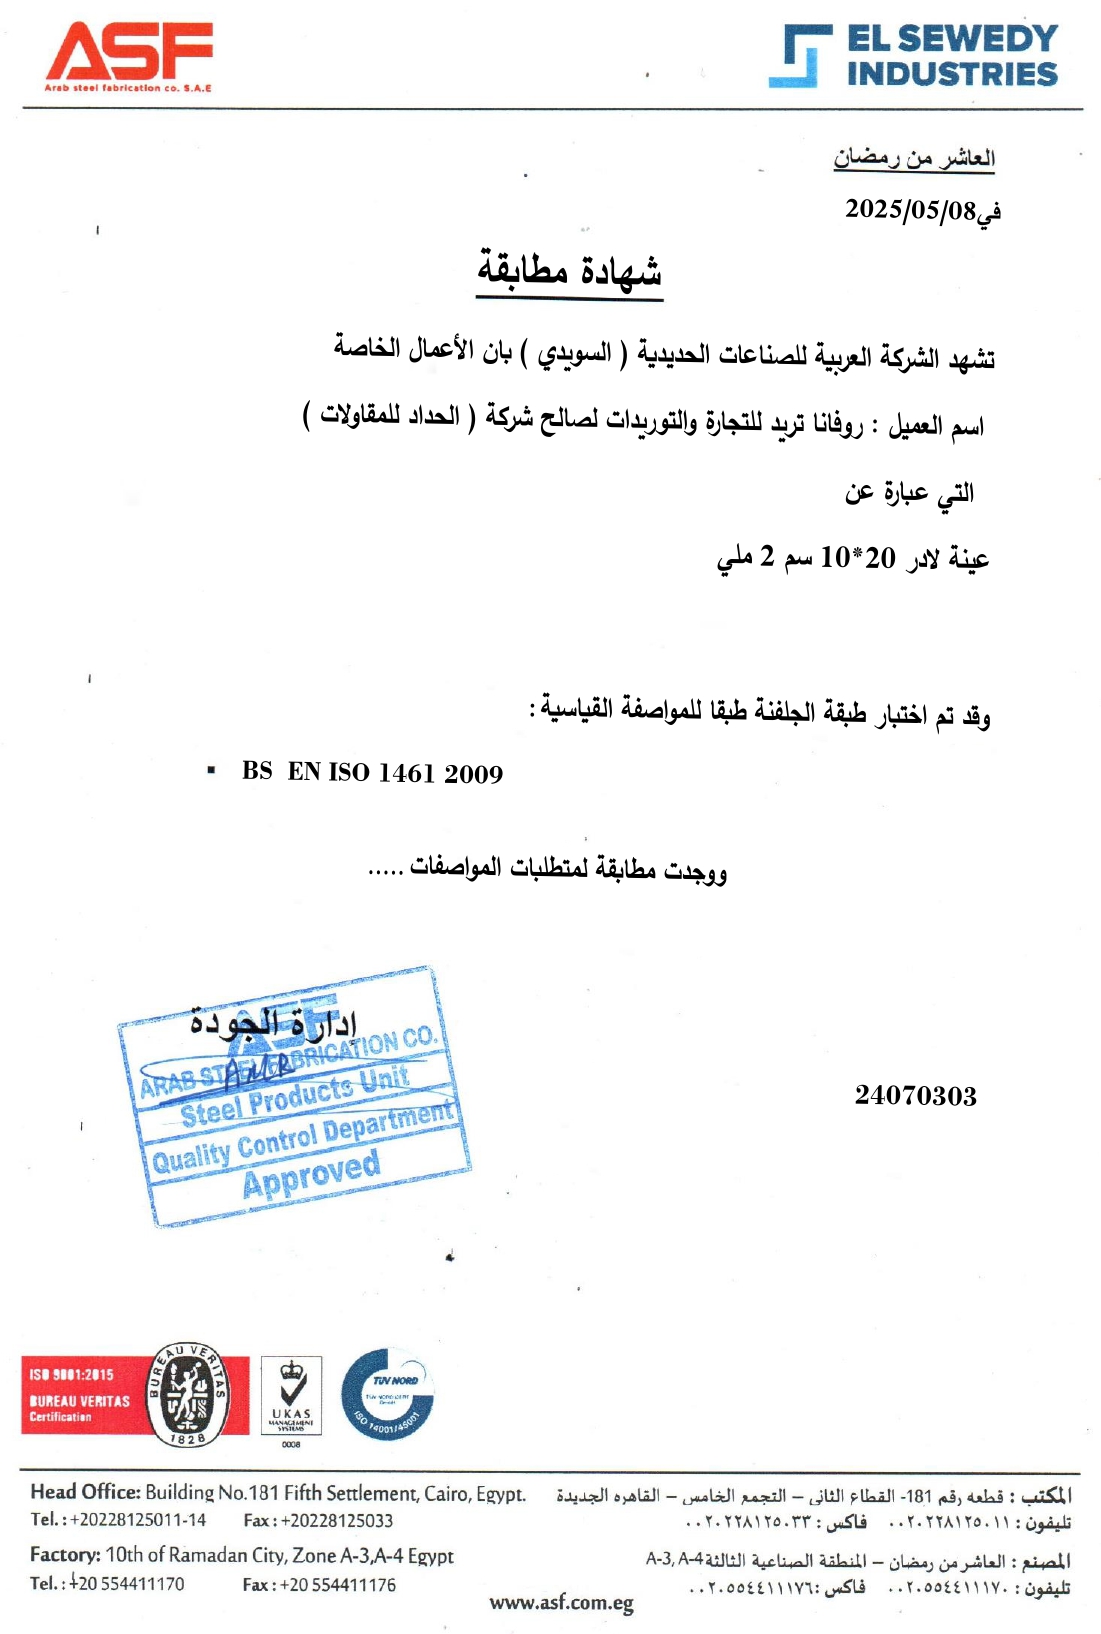 ASF
Arab steel fabrication co. S.A.E
EL SEWEDY
INDUSTRIES
العاشر من رمضان
في2025/05/08
شهادة مطابقة
تشهد الشركة العربية للصناعات الحديدية ( السويدي ) بان الأعمال الخاصة
اسم العميل : روفانا تريد للتجارة والتوريدات لصالح شركة ( الحداد للمقاولات )
التي عبارة عن
عينة لادر 20*10 سم 2 ملي
وقد تم اختبار طبقة الجلفنة طبقا للمواصفة القياسية :
▪ BS EN ISO 1461 2009
ووجدت مطابقة لمتطلبات المواصفات .....
إدارة الجودة
ASF
ARAB STEEL FABRICATION CO.
AMR
Steel Products Unit
Quality Control Department
Approved
24070303
ISO 9001:2015
BUREAU VERITAS
Certification
BUREAU VERITAS
1828
UKAS
MANAGEMENT
SYSTEMS
0008
TÜV NORD
TÜV NORD CERT
GmbH
ISO 14001/45001
Head Office: Building No.181 Fifth Settlement, Cairo, Egypt.
المكتب : قطعه رقم 181- القطاع الثانى – التجمع الخامس – القاهره الجديدة
Tel. : +20228125011-14 Fax : +20228125033
تليفون : ٠٠٢٠٢٢٨١٢٥٠١١ فاكس : ٠٠٢٠٢٢٨١٢٥٠٣٣
Factory: 10th of Ramadan City, Zone A-3,A-4 Egypt
المصنع : العاشر من رمضان – المنطقة الصناعية الثالثة A-3, A-4
Tel. : +20 554411170 Fax : +20 554411176
تليفون : ٠٠٢٠٥٥٤٤١١١٧٠ فاكس :٠٠٢٠٥٥٤٤١١١٧٦
www.asf.com.eg